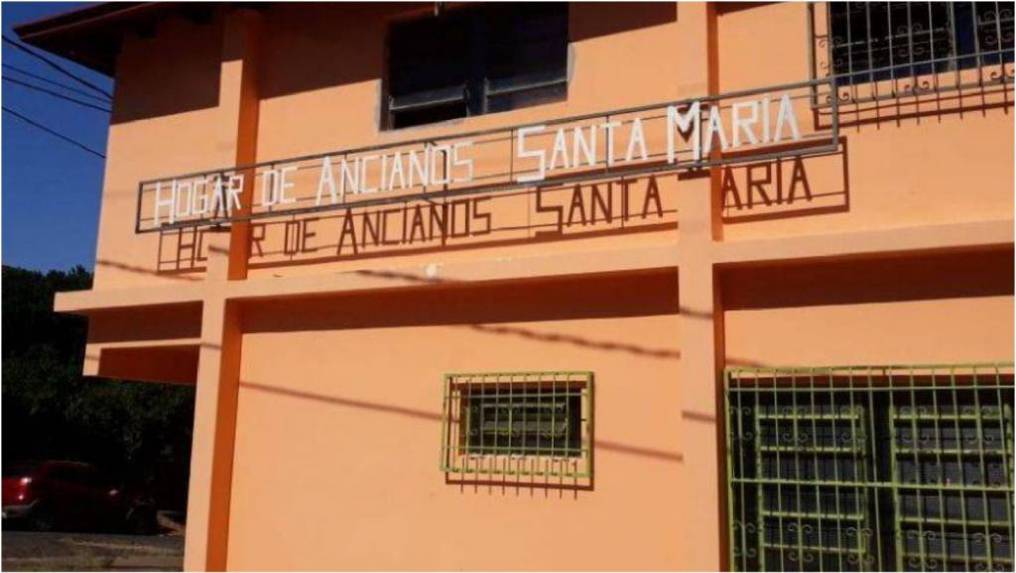 HOGAR DE ANCIANOS SANTA MARIA